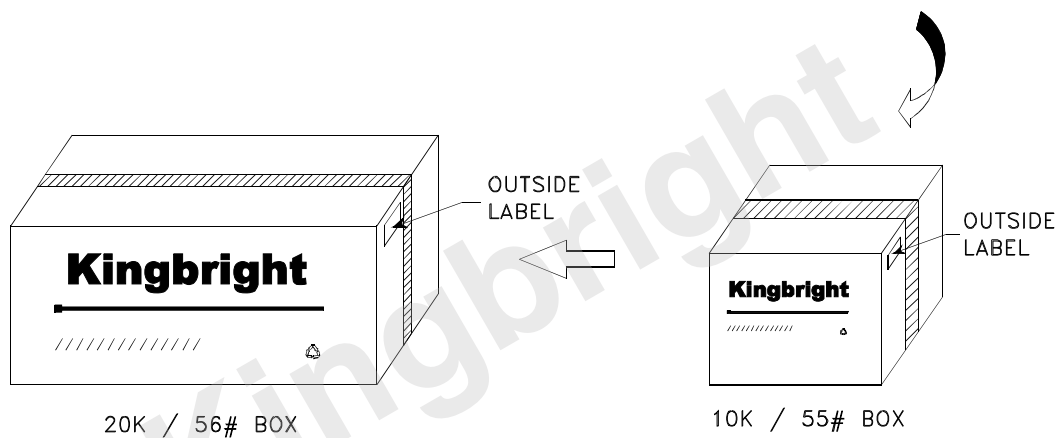 Kingbright
OUTSIDE
LABEL
Kingbright
20K / 56# BOX
OUTSIDE
LABEL
Kingbright
10K / 55# BOX